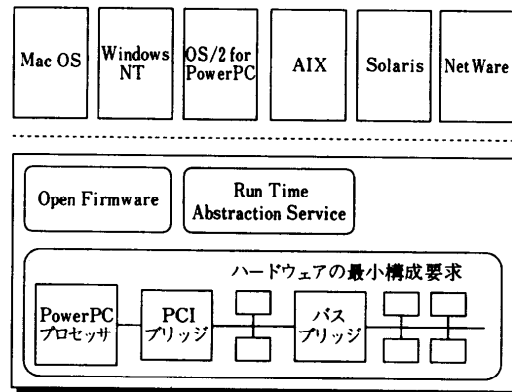 Mac OS
Windows
NT
OS/2 for
PowerPC
AIX
Solaris
NetWare
Open Firmware
Run Time
Abstraction Service
ハードウェアの最小構成要求
PowerPC
プロセッサ
PCI
ブリッジ
バス
ブリッジ